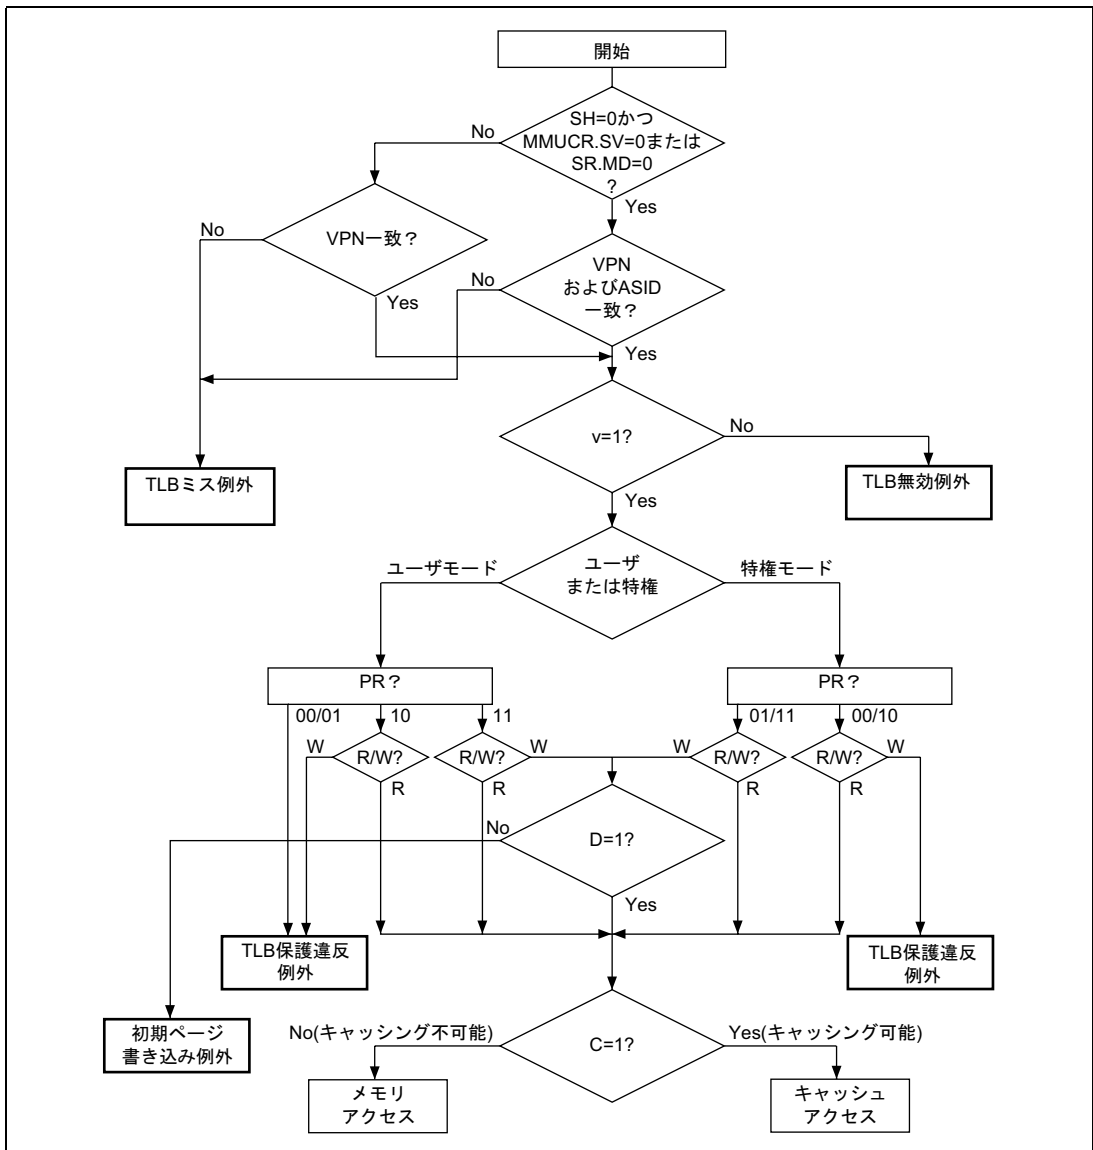 開始
SH=0かつ
MMUCR.SV=0または
SR.MD=0
?
No
Yes
VPN一致？
No
Yes
VPN
およびASID
一致？
No
Yes
v=1?
No
Yes
TLBミス例外
TLB無効例外
ユーザ
または特権
ユーザモード
特権モード
PR？
PR？
00/01
10
11
01/11
00/10
W
R/W?
R
R/W?
W
R
W
R/W?
R
R/W?
W
R
D=1?
No
Yes
TLB保護違反
例外
TLB保護違反
例外
初期ページ
書き込み例外
C=1?
No(キャッシング不可能)
Yes(キャッシング可能)
メモリ
アクセス
キャッシュ
アクセス